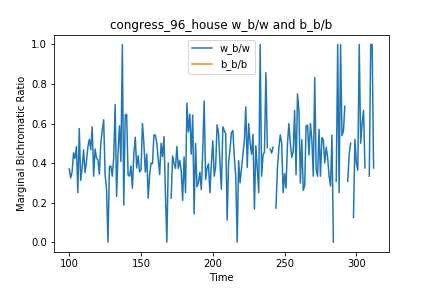 congress_96_house w_b/w and b_b/b
w_b/w
b_b/b
Marginal Bichromatic Ratio
1.0
0.8
0.6
0.4
0.2
0.0
100
150
200
250
300
Time